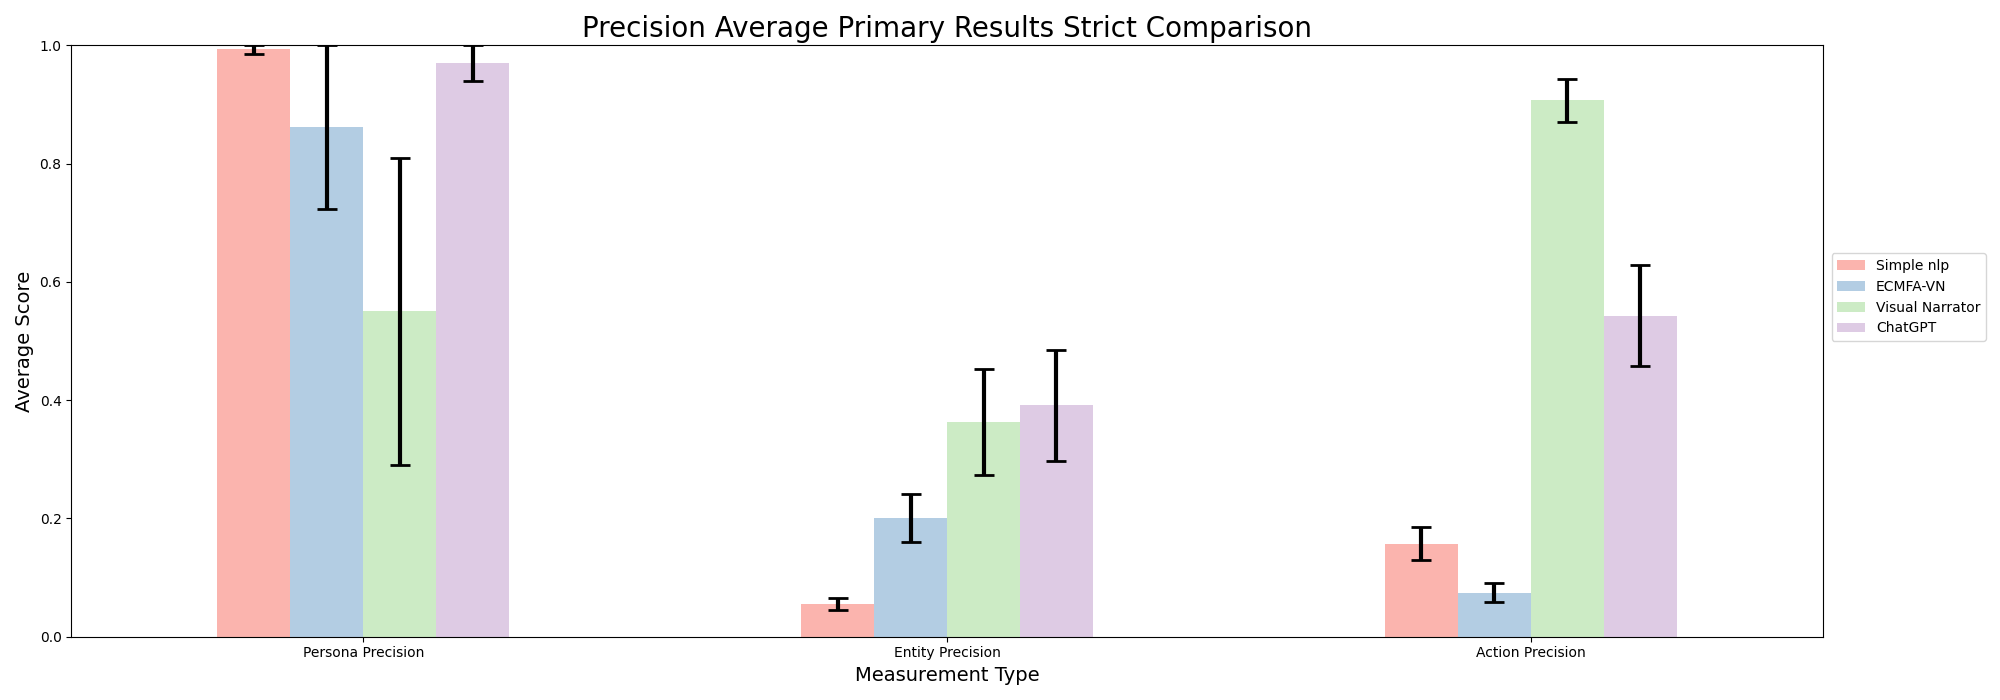 Precision Average Primary Results Strict Comparison
Average Score
1.0
0.8
0.6
0.4
0.2
0.0
Persona Precision
Entity Precision
Action Precision
Measurement Type
Simple nlp
ECMFA-VN
Visual Narrator
ChatGPT